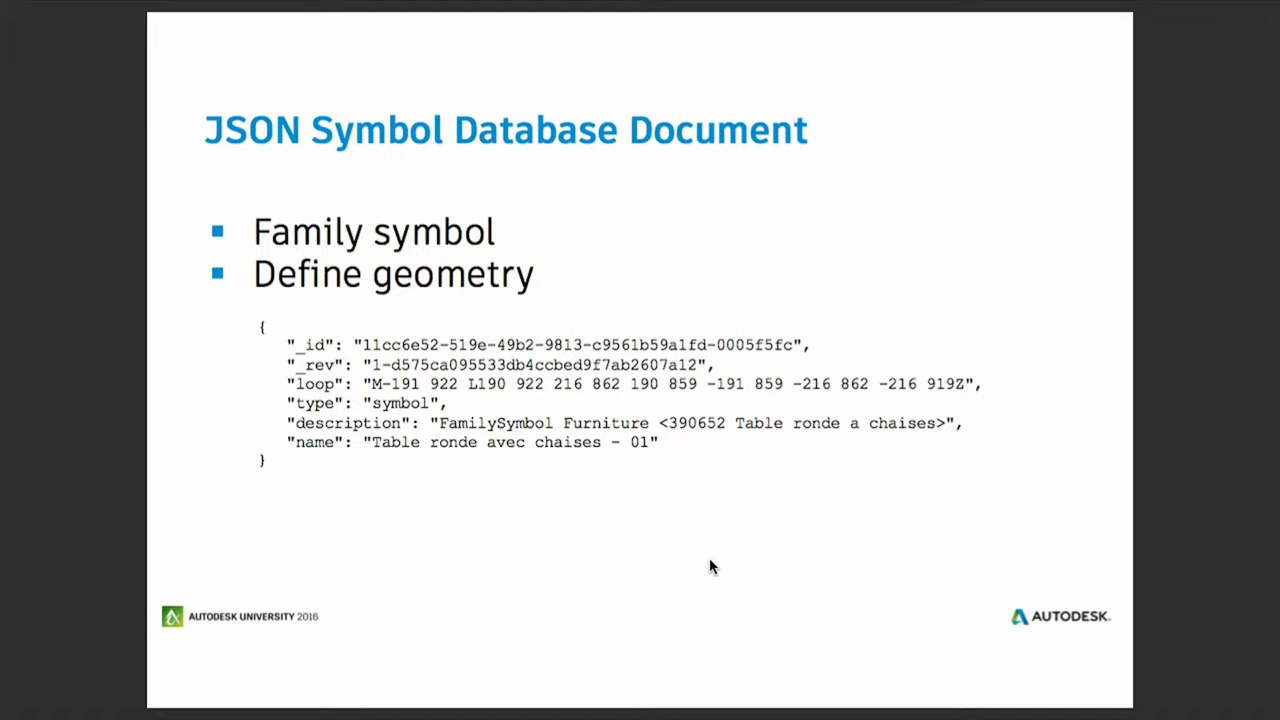 JSON Symbol Database Document
Family symbol
Define geometry
{
"_id": "11cc6e52-519e-49b2-9813-c9561b59a1fd-0005f5fc",
"_rev": "1-d575ca095533db4ccbed9f7ab2607a12",
"loop": "M-191 922 L190 922 216 862 190 859 -191 859 -216 862 -216 919Z",
"type": "symbol",
"description": "FamilySymbol Furniture <390652 Table ronde a chaises>",
"name": "Table ronde avec chaises - 01"
}
AUTODESK UNIVERSITY 2016
AUTODESK.